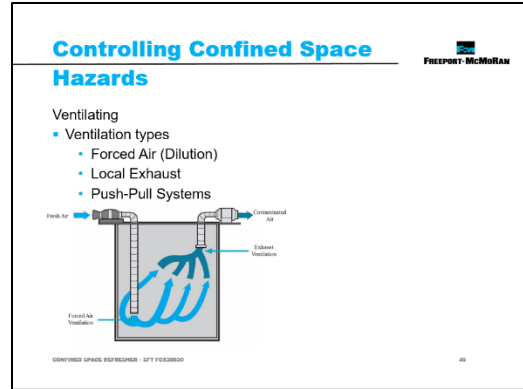 Controlling Confined Space
Hazards
FCX
FREEPORT-MCMORAN
Ventilating
Ventilation types
Forced Air (Dilution)
Local Exhaust
Push-Pull Systems
Fresh Air
Contaminated
Air
Exhaust
Ventilation
Forced Air
Ventilation
CONFINED SPACE REFRESHER - SFT FCX2003C